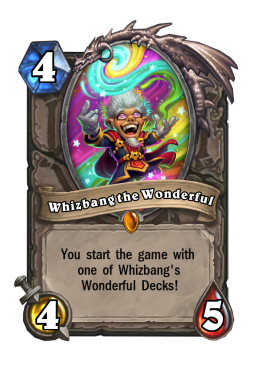 4
Whizbang the Wonderful
You start the game with
one of Whizbang's
Wonderful Decks!
4
5